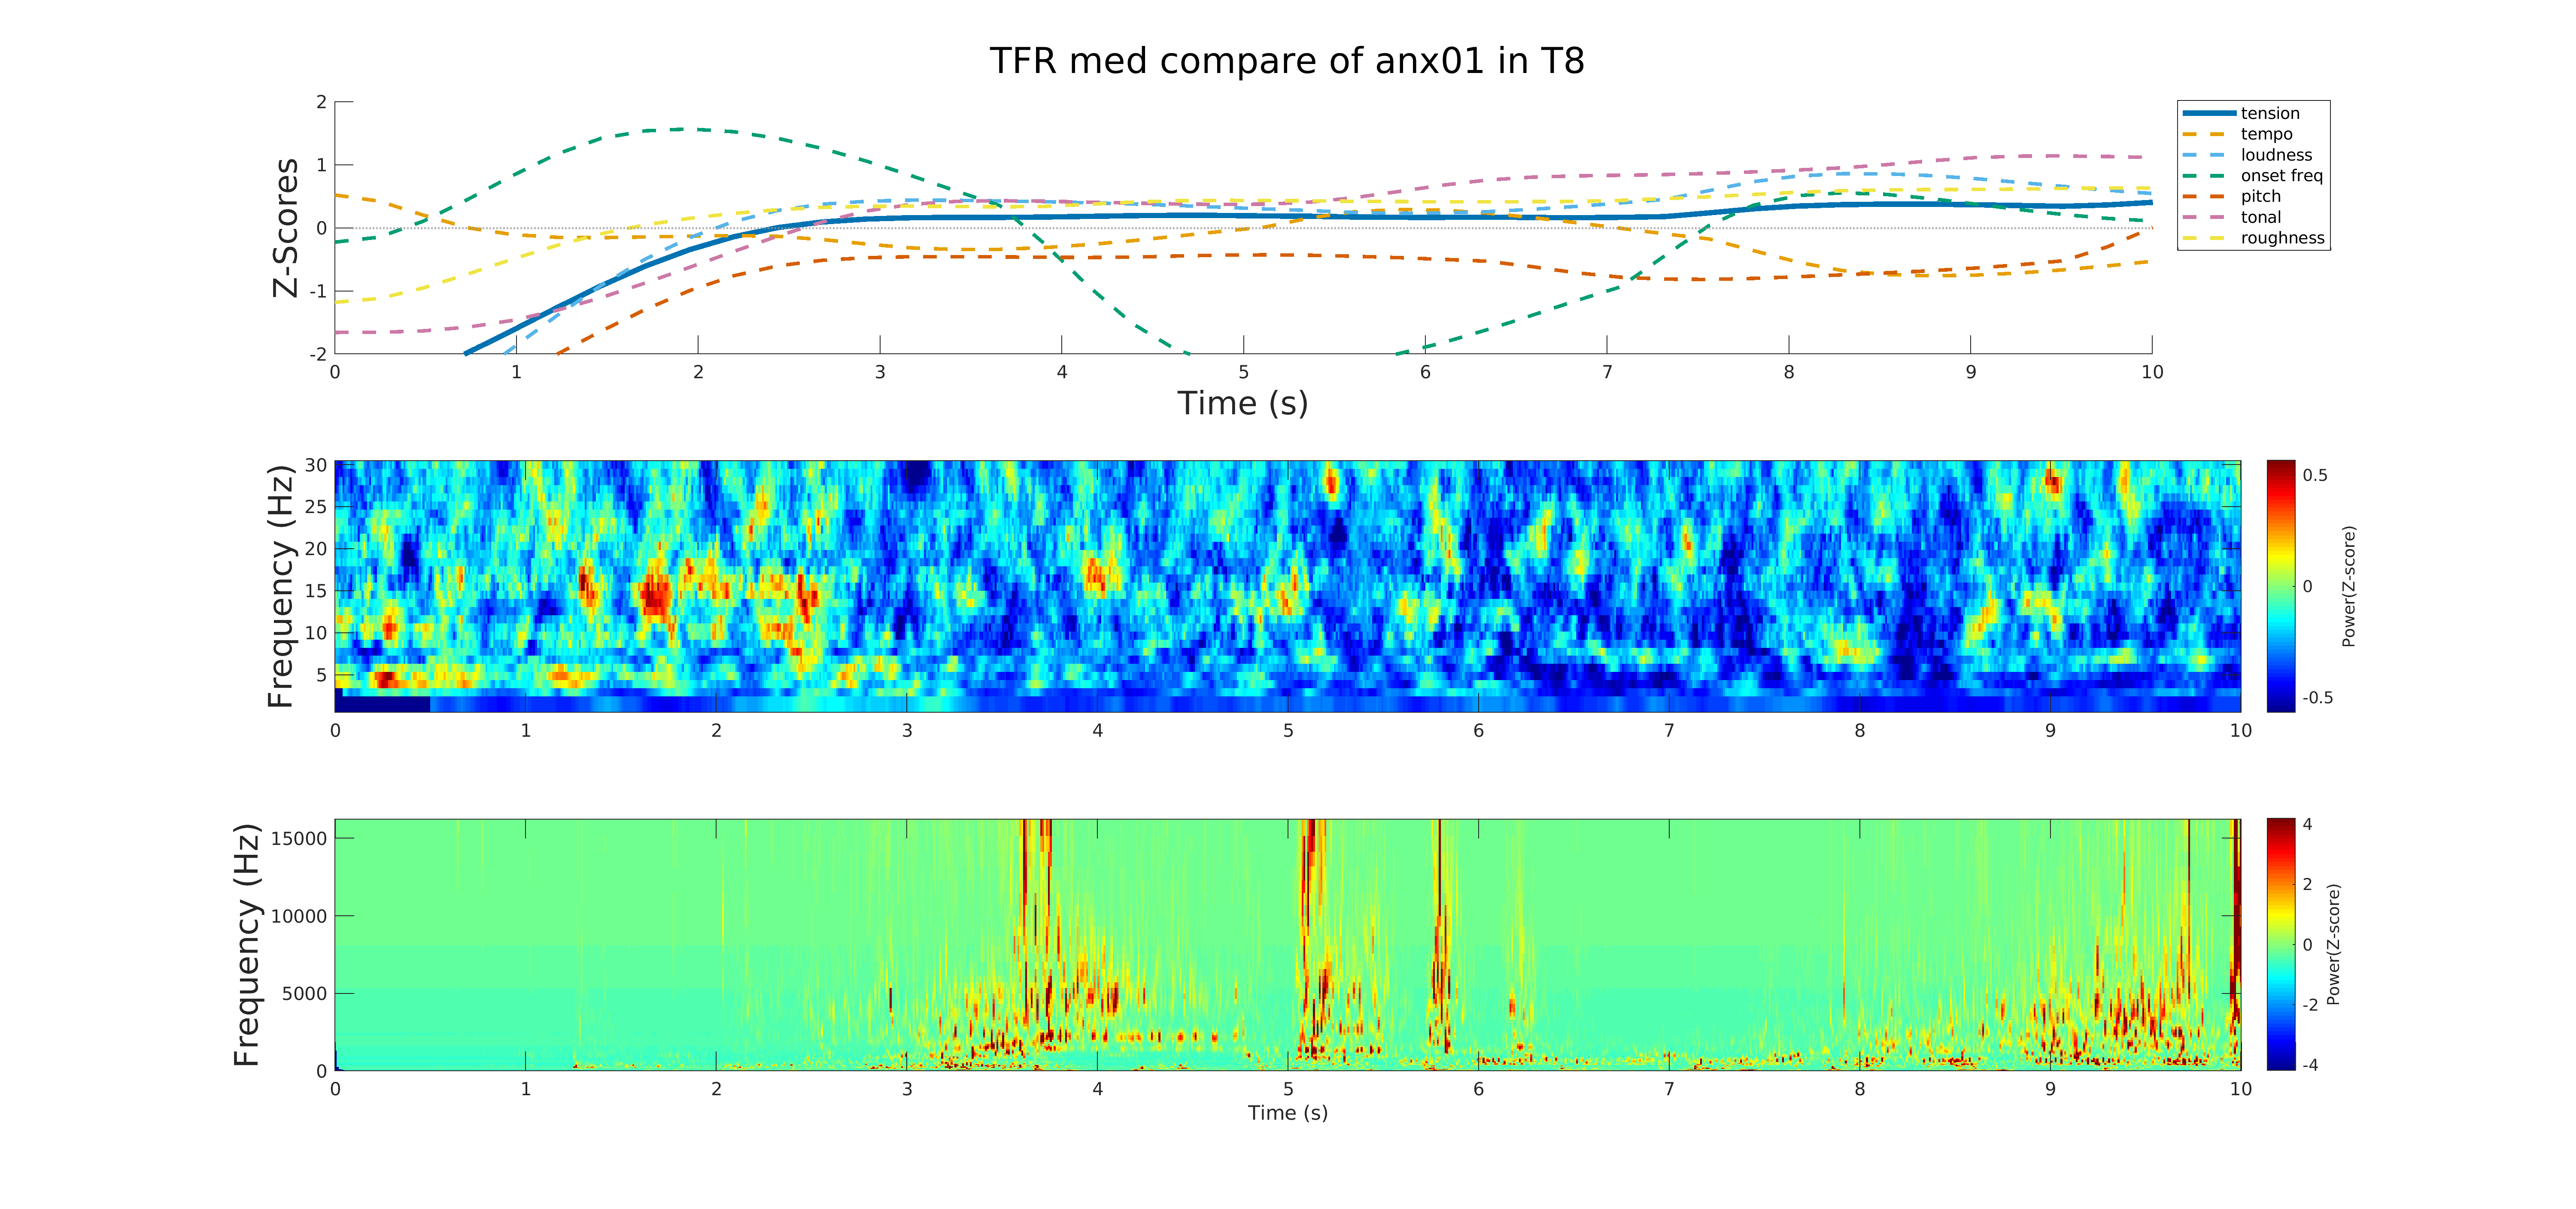 TFR med compare of anx01 in T8
Z-Scores
2
1
0
-1
-2
0 1 2 3 4 5 6 7 8 9 10
Time (s)
tension
tempo
loudness
onset freq
pitch
tonal
roughness
Frequency (Hz)
30
25
20
15
10
5
0 1 2 3 4 5 6 7 8 9 10
0.5
0
-0.5
Power(Z-score)
Frequency (Hz)
15000
10000
5000
0
0 1 2 3 4 5 6 7 8 9 10
Time (s)
4
2
0
-2
-4
Power(Z-score)